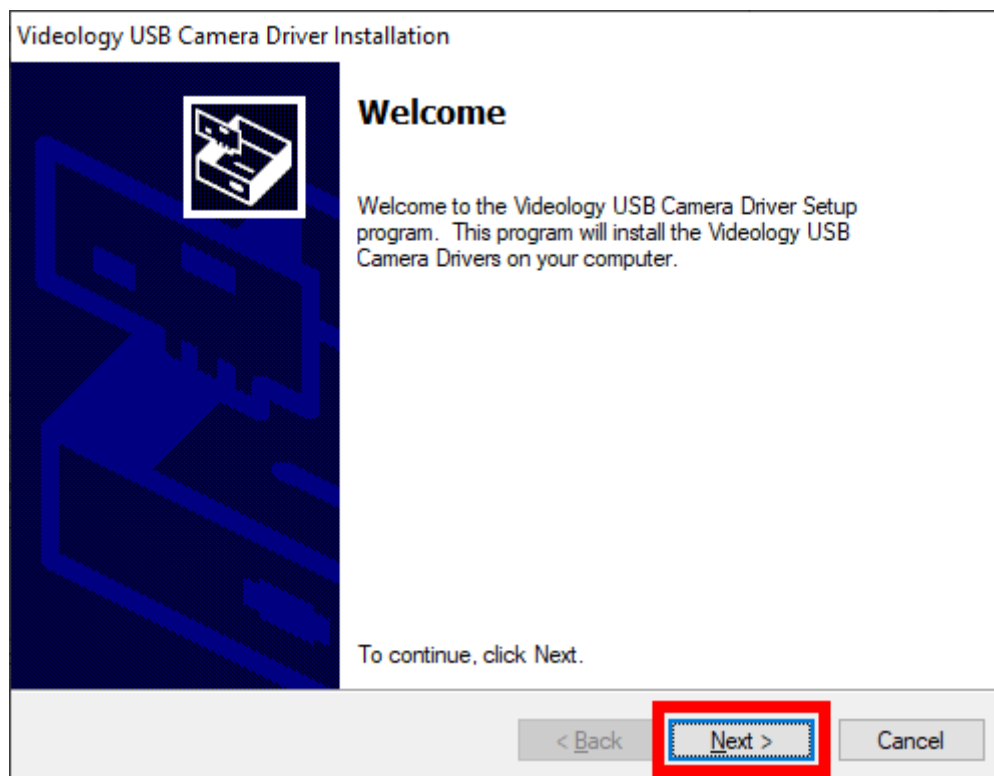 Videology USB Camera Driver Installation
Welcome
Welcome to the Videology USB Camera Driver Setup
program.  This program will install the Videology USB
Camera Drivers on your computer.
To continue, click Next.
< Back
Next >
Cancel